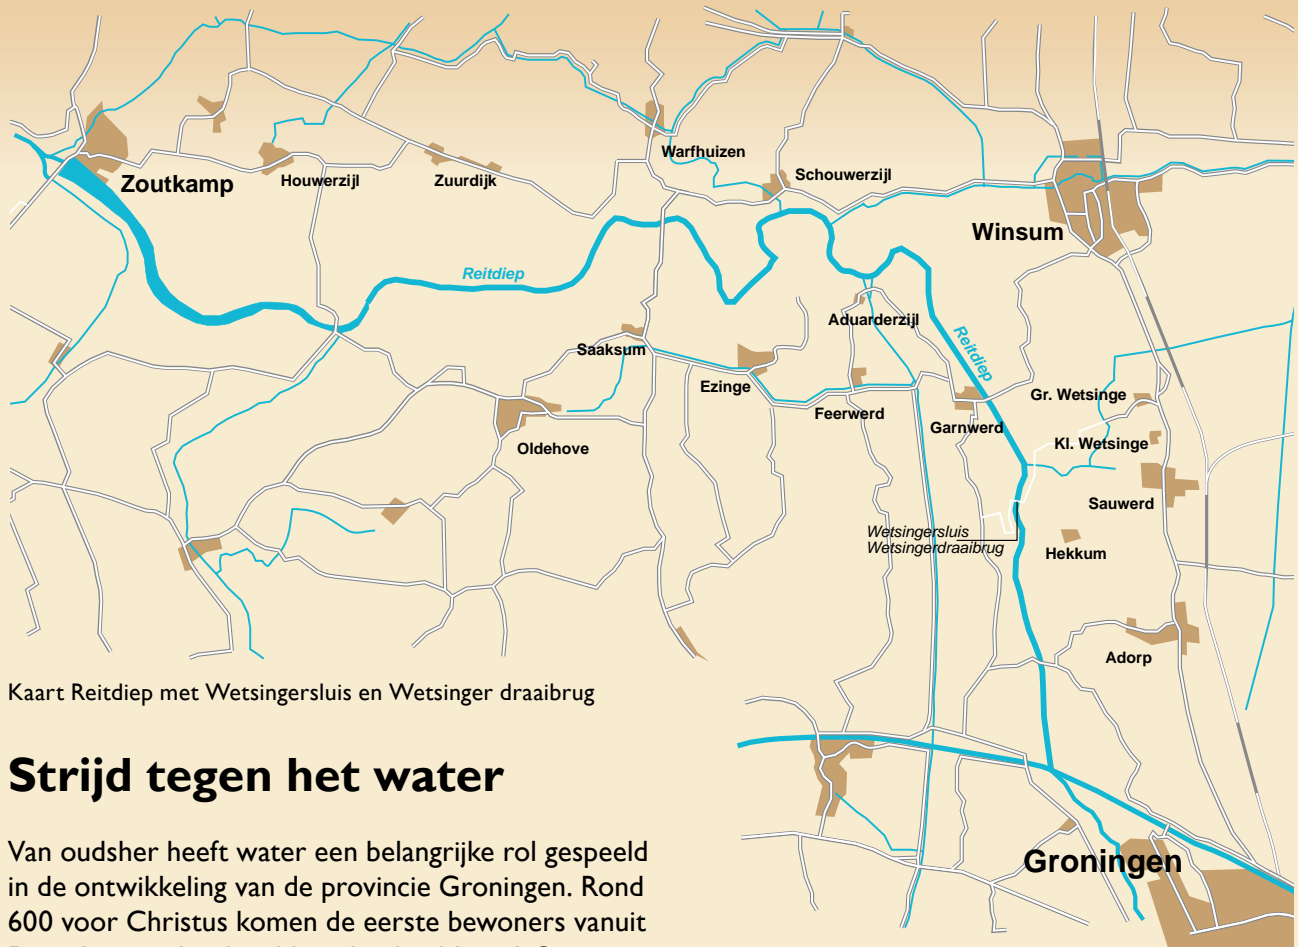 Warfhuizen
Schouwerzijl
Zoutkamp
Houwerzijl
Zuurdijk
Winsum
Reitdiep
Aduarderzijl
Reitdiep
Saaksum
Ezinge
Feerwerd
Garnwerd
Gr. Wetsinge
Kl. Wetsinge
Oldehove
Sauwerd
Wetsingersluis
Wetsingerdraaibrug
Hekkum
Adorp
Groningen
Kaart Reitdiep met Wetsingersluis en Wetsinger draaibrug
Strijd tegen het water
Van oudsher heeft water een belangrijke rol gespeeld
in de ontwikkeling van de provincie Groningen. Rond
600 voor Christus komen de eerste bewoners vanuit